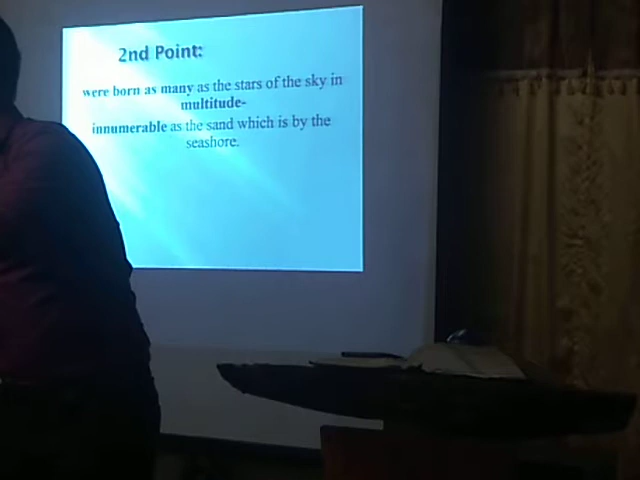 2nd Point:
were born as many as the stars of the sky in
multitude-
innumerable as the sand which is by the
seashore.